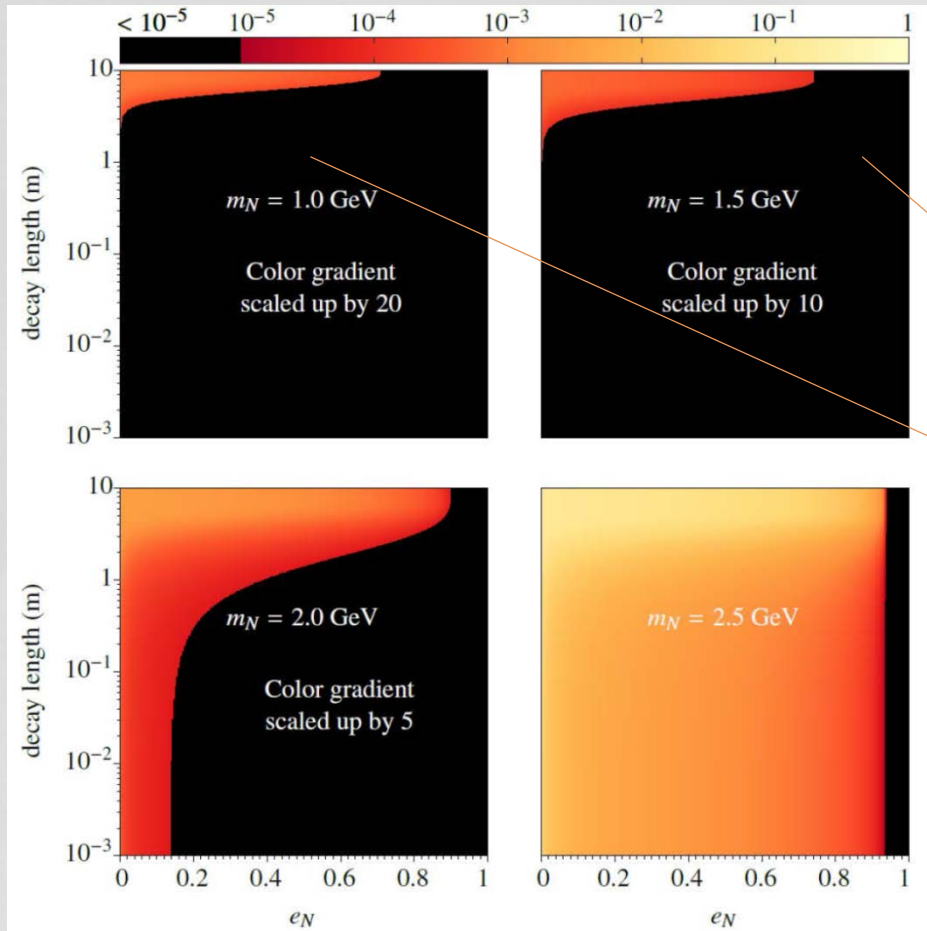 < 10⁻⁵ 10⁻⁵ 10⁻⁴ 10⁻³ 10⁻² 10⁻¹ 1
decay length (m)
10
1
10⁻¹
10⁻²
10⁻³
m_N = 1.0 GeV
Color gradient
scaled up by 20
m_N = 1.5 GeV
Color gradient
scaled up by 10
decay length (m)
10
1
10⁻¹
10⁻²
10⁻³
m_N = 2.0 GeV
Color gradient
scaled up by 5
m_N = 2.5 GeV
0 0.2 0.4 0.6 0.8 1
0 0.2 0.4 0.6 0.8 1
e_N
e_N